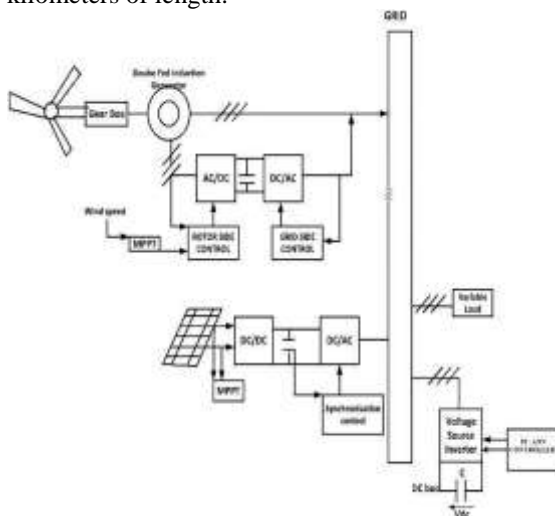 kilometers of length.
GRID
Double Fed Induction
Generator
Gear Box
AC/DC
DC/AC
Wind speed
MPPT
ROTOR SIDE
CONTROL
GRID SIDE
CONTROL
Variable
Load
DC/DC
DC/AC
MPPT
Synchronization
control
Voltage
Source
Inverter
C
DC bus
Vdc